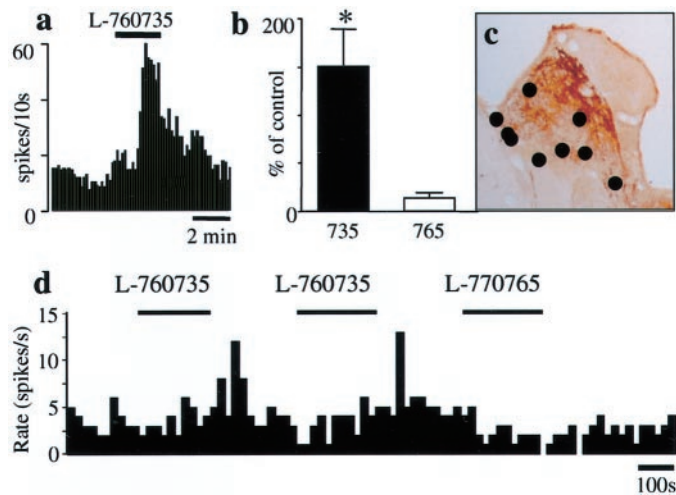 a
L-760735
60
spikes/10s
0
2 min
b
*
200
% of control
0
735
765
c
d
L-760735
L-760735
L-770765
15
10
5
0
Rate (spikes/s)
100s